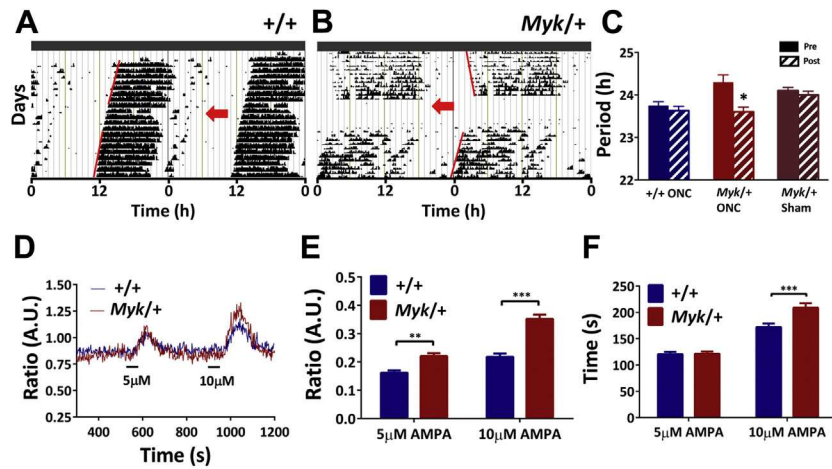 A
+/+
Days
0 12 0 12 0
Time (h)
B
Myk/+
0 12 0 12 0
Time (h)
C
Period (h)
25
24
23
22
Pre
Post
*
+/+ ONC
Myk/+
ONC
Myk/+
Sham
D
Ratio (A.U.)
1.50
1.25
1.00
0.75
0.50
0.25
+/+
Myk/+
5μM
10μM
400 600 800 1000 1200
Time (s)
E
Ratio (A.U.)
0.5
0.4
0.3
0.2
0.1
0.0
+/+
Myk/+
**
***
5μM AMPA
10μM AMPA
F
Time (s)
250
200
150
100
50
0
+/+
Myk/+
***
5μM AMPA
10μM AMPA